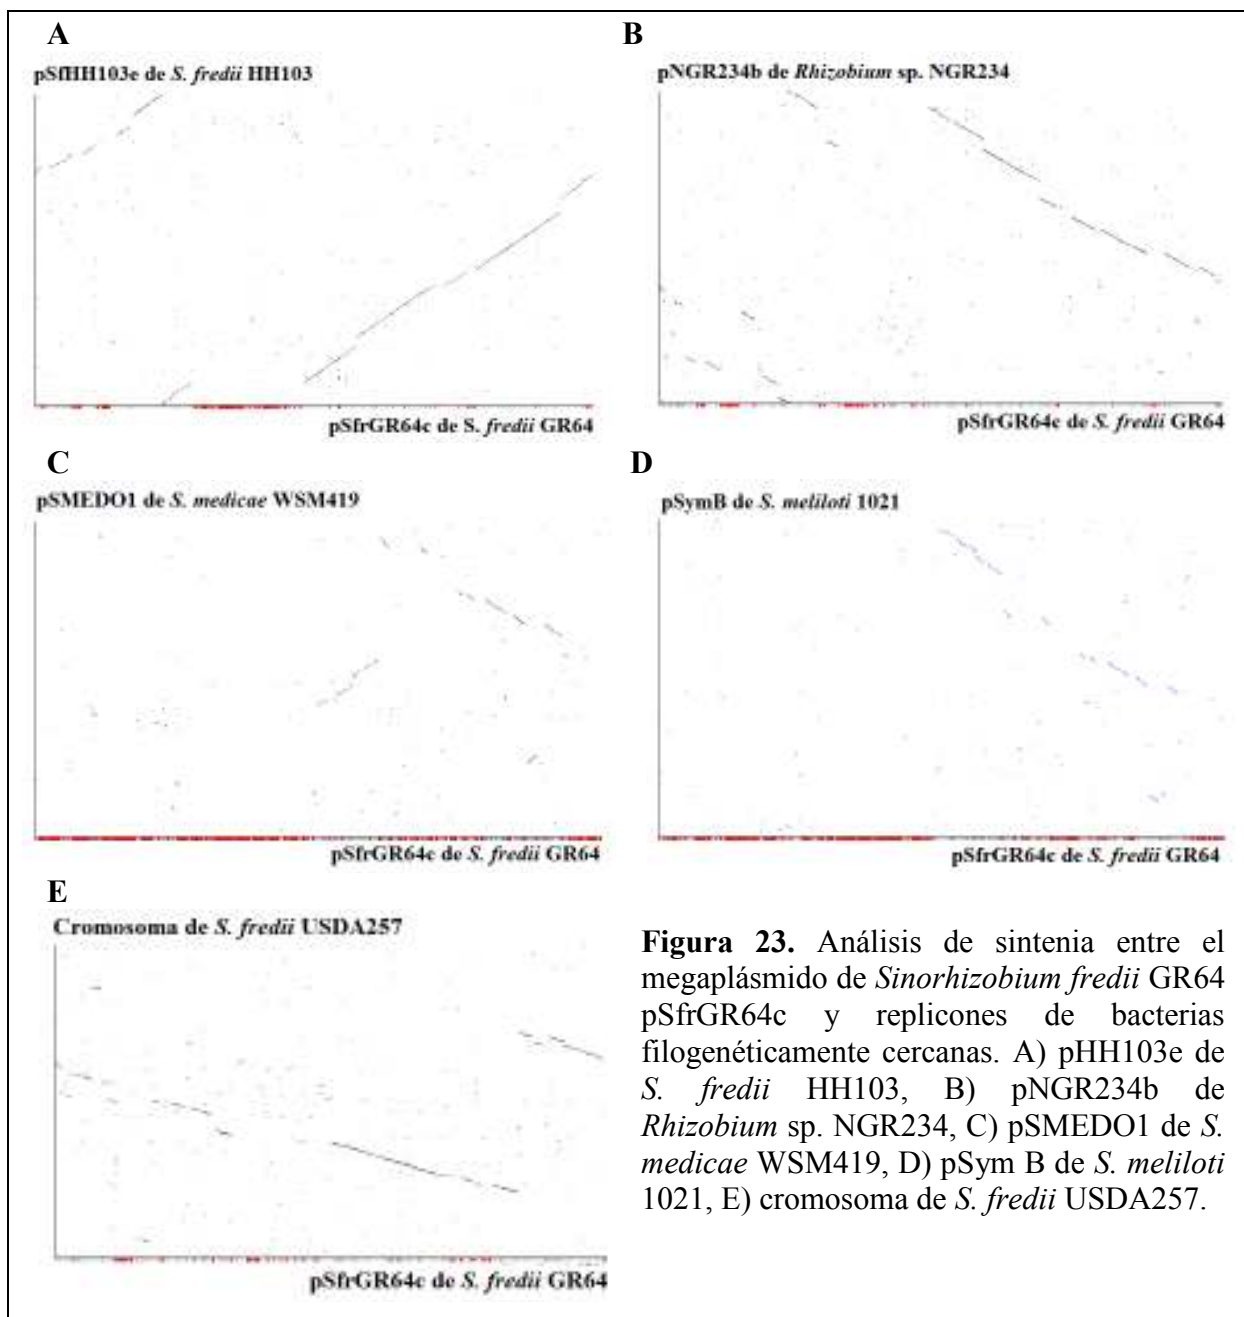 A
pSfHH103e de S. fredii HH103
pSfrGR64c de S. fredii GR64
B
pNGR234b de Rhizobium sp. NGR234
pSfrGR64c de S. fredii GR64
C
pSMEDO1 de S. medicae WSM419
pSfrGR64c de S. fredii GR64
D
pSymB de S. meliloti 1021
pSfrGR64c de S. fredii GR64
E
Cromosoma de S. fredii USDA257
pSfrGR64c de S. fredii GR64
Figura 23. Análisis de sintenia entre el
megaplásmido de Sinorhizobium fredii GR64
pSfrGR64c y replicones de bacterias
filogenéticamente cercanas. A) pHH103e de
S. fredii HH103, B) pNGR234b de
Rhizobium sp. NGR234, C) pSMEDO1 de S.
medicae WSM419, D) pSym B de S. meliloti
1021, E) cromosoma de S. fredii USDA257.